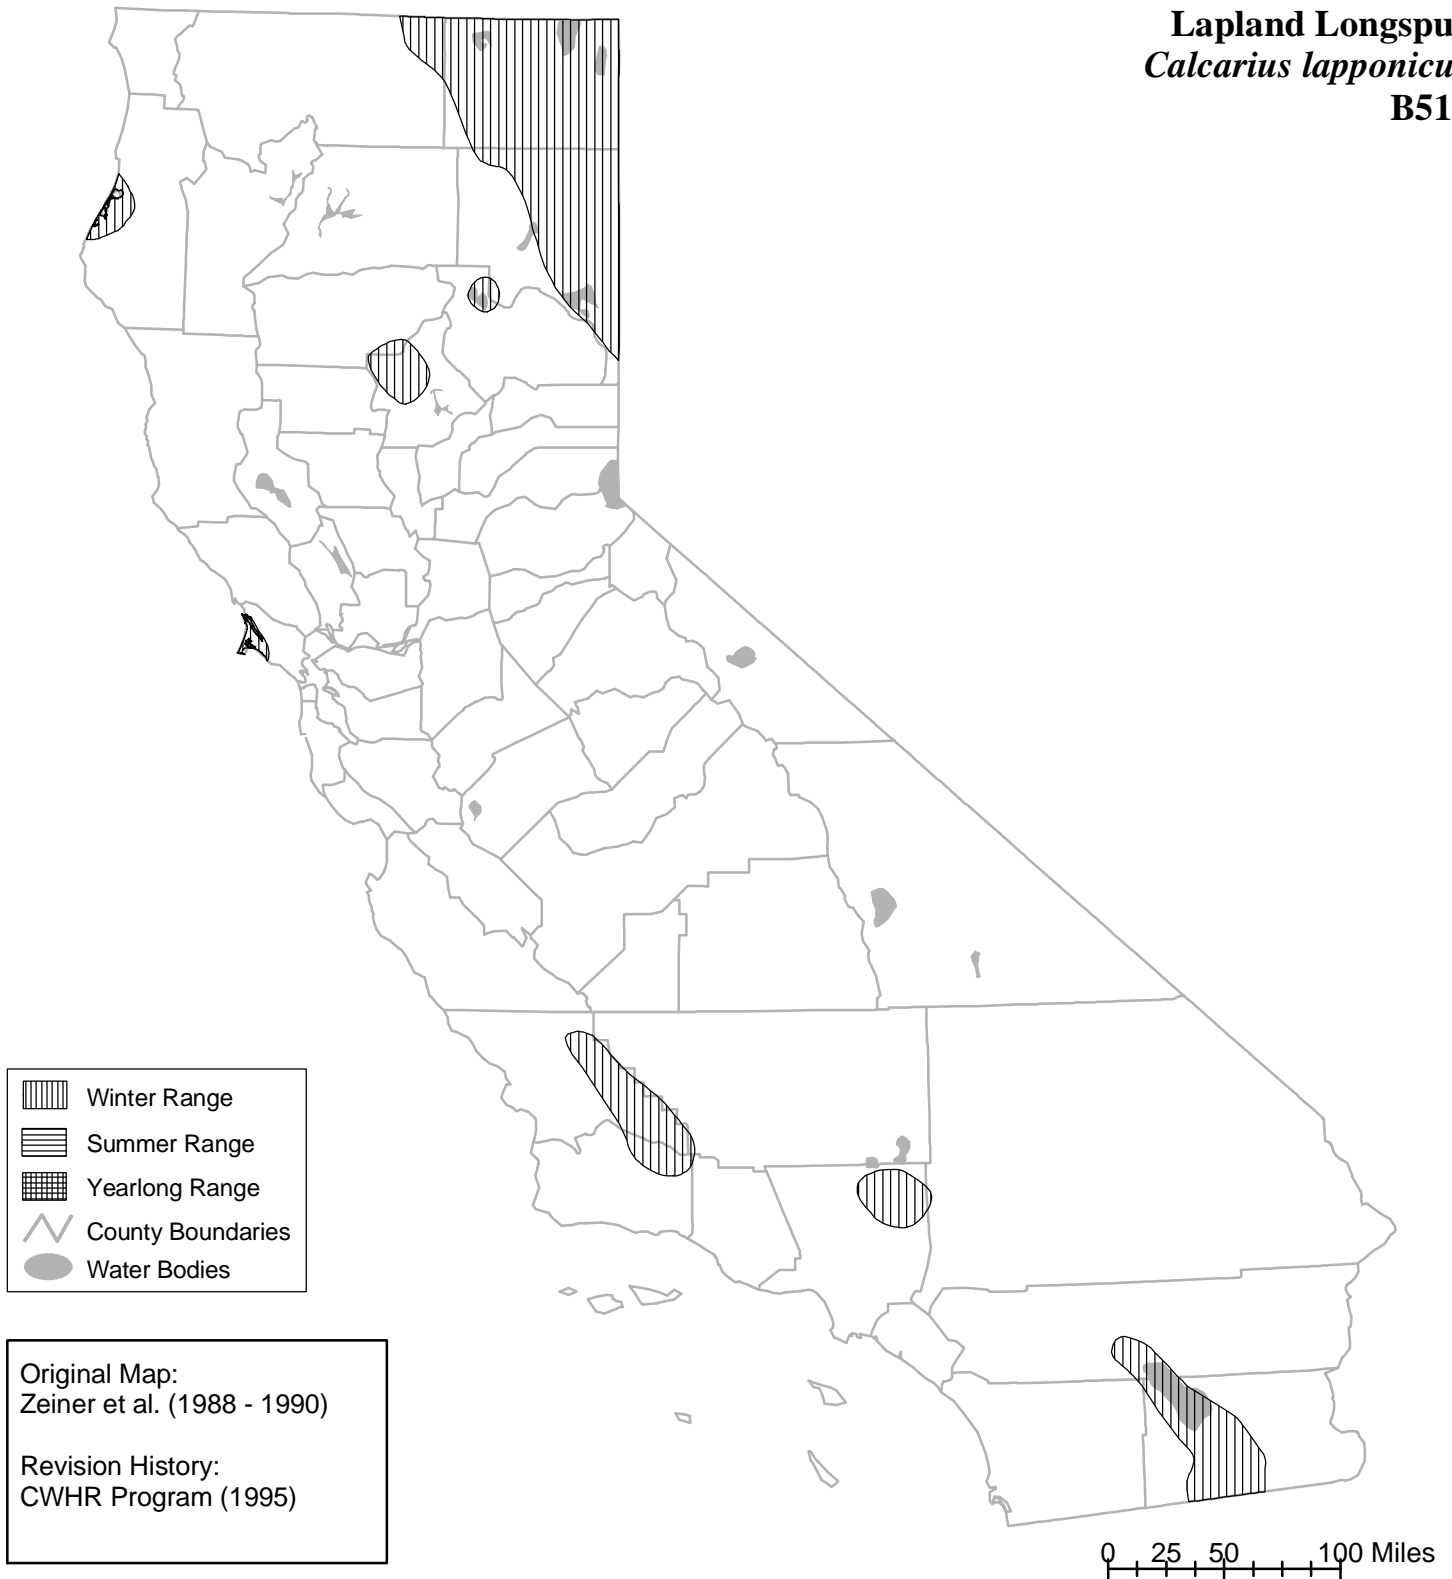 Lapland Longspu
Calcarius lapponicu
B51
Winter Range
Summer Range
Yearlong Range
County Boundaries
Water Bodies
Original Map:
Zeiner et al. (1988 - 1990)
Revision History:
CWHR Program (1995)
0 25 50 100 Miles